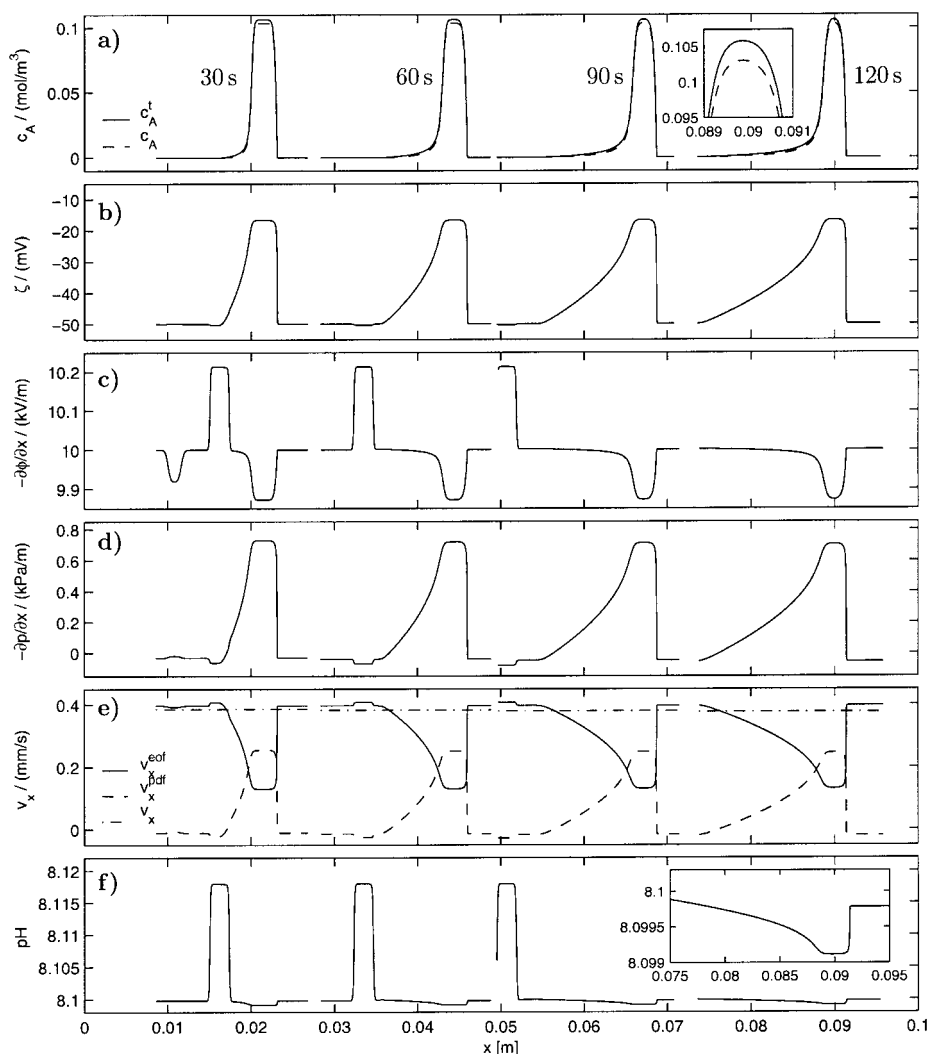 a)
0.1
0.05
0
c_A / (mol/m³)
30 s
60 s
90 s
120 s
c_A^t
c_A
0.105
0.1
0.095
0.089 0.09 0.091
b)
−10
−20
−30
−40
−50
ζ / (mV)
c)
10.2
10.1
10
9.9
−∂ϕ/∂x / (kV/m)
d)
0.8
0.6
0.4
0.2
0
−∂p/∂x / (kPa/m)
e)
0.4
0.2
0
v_x / (mm/s)
v_x^eof
v_x^pdf
v_x
f)
8.12
8.115
8.11
8.105
8.1
pH
8.1
8.0995
8.099
0.075 0.08 0.085 0.09 0.095
0 0.01 0.02 0.03 0.04 0.05 0.06 0.07 0.08 0.09 0.1
x [m]